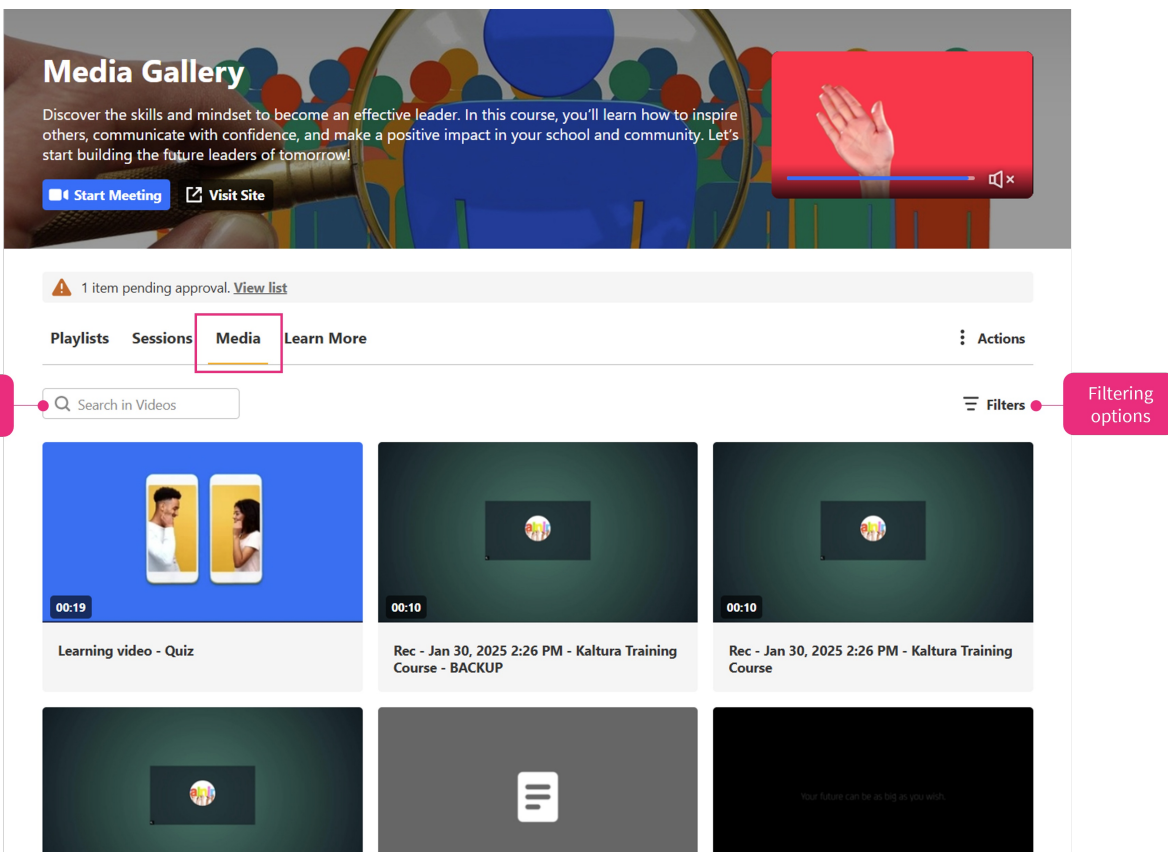 Media Gallery
Discover the skills and mindset to become an effective leader. In this course, you'll learn how to inspire
others, communicate with confidence, and make a positive impact in your school and community. Let's
start building the future leaders of tomorrow!
Start Meeting
Visit Site
1 item pending approval. View list
Playlists
Sessions
Media
Learn More
Actions
Search in Videos
Filters
Filtering
options
00:19
00:10
00:10
Learning video - Quiz
Rec - Jan 30, 2025 2:26 PM - Kaltura Training
Course - BACKUP
Rec - Jan 30, 2025 2:26 PM - Kaltura Training
Course
Your future can be as big as you wish.